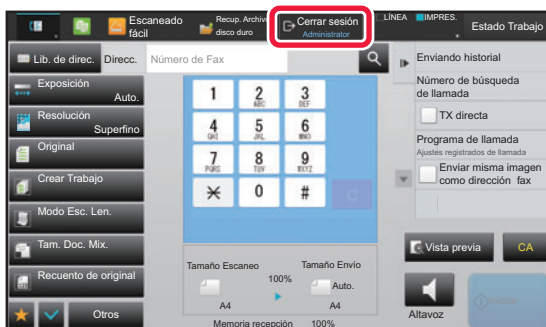 Escaneado
fácil
Recup. Archivo
disco duro
Cerrar sesión
Administrator
LÍNEA
IMPRES.
Estado Trabajo
Lib. de direc.
Direcc.
Número de Fax
Enviando historial
Exposición
Auto.
Número de búsqueda
de llamada
TX directa
Resolución
Superfino
Programa de llamada
Ajustes registrados de llamada
Enviar misma imagen
como dirección fax
Original
Crear Trabajo
Modo Esc. Len.
Tam. Doc. Mix.
Recuento de original
Otros
1
2
ABC
3
DEF
4
GHI
5
JKL
6
MNO
7
PQRS
8
TUV
9
WXYZ
0
#
C
Tamaño Escaneo
100%
Tamaño Envío
Auto.
A4
A4
Memoria recepción 100%
Vista previa
CA
Altavoz
Iniciar